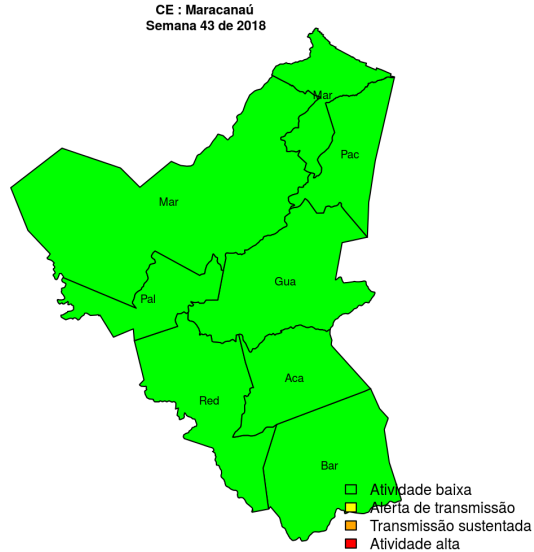 CE : Maracanaú
Semana 43 de 2018
Mar
Pac
Mar
Gua
Pal
Aca
Red
Bar
Atividade baixa
Alerta de transmissão
Transmissão sustentada
Atividade alta